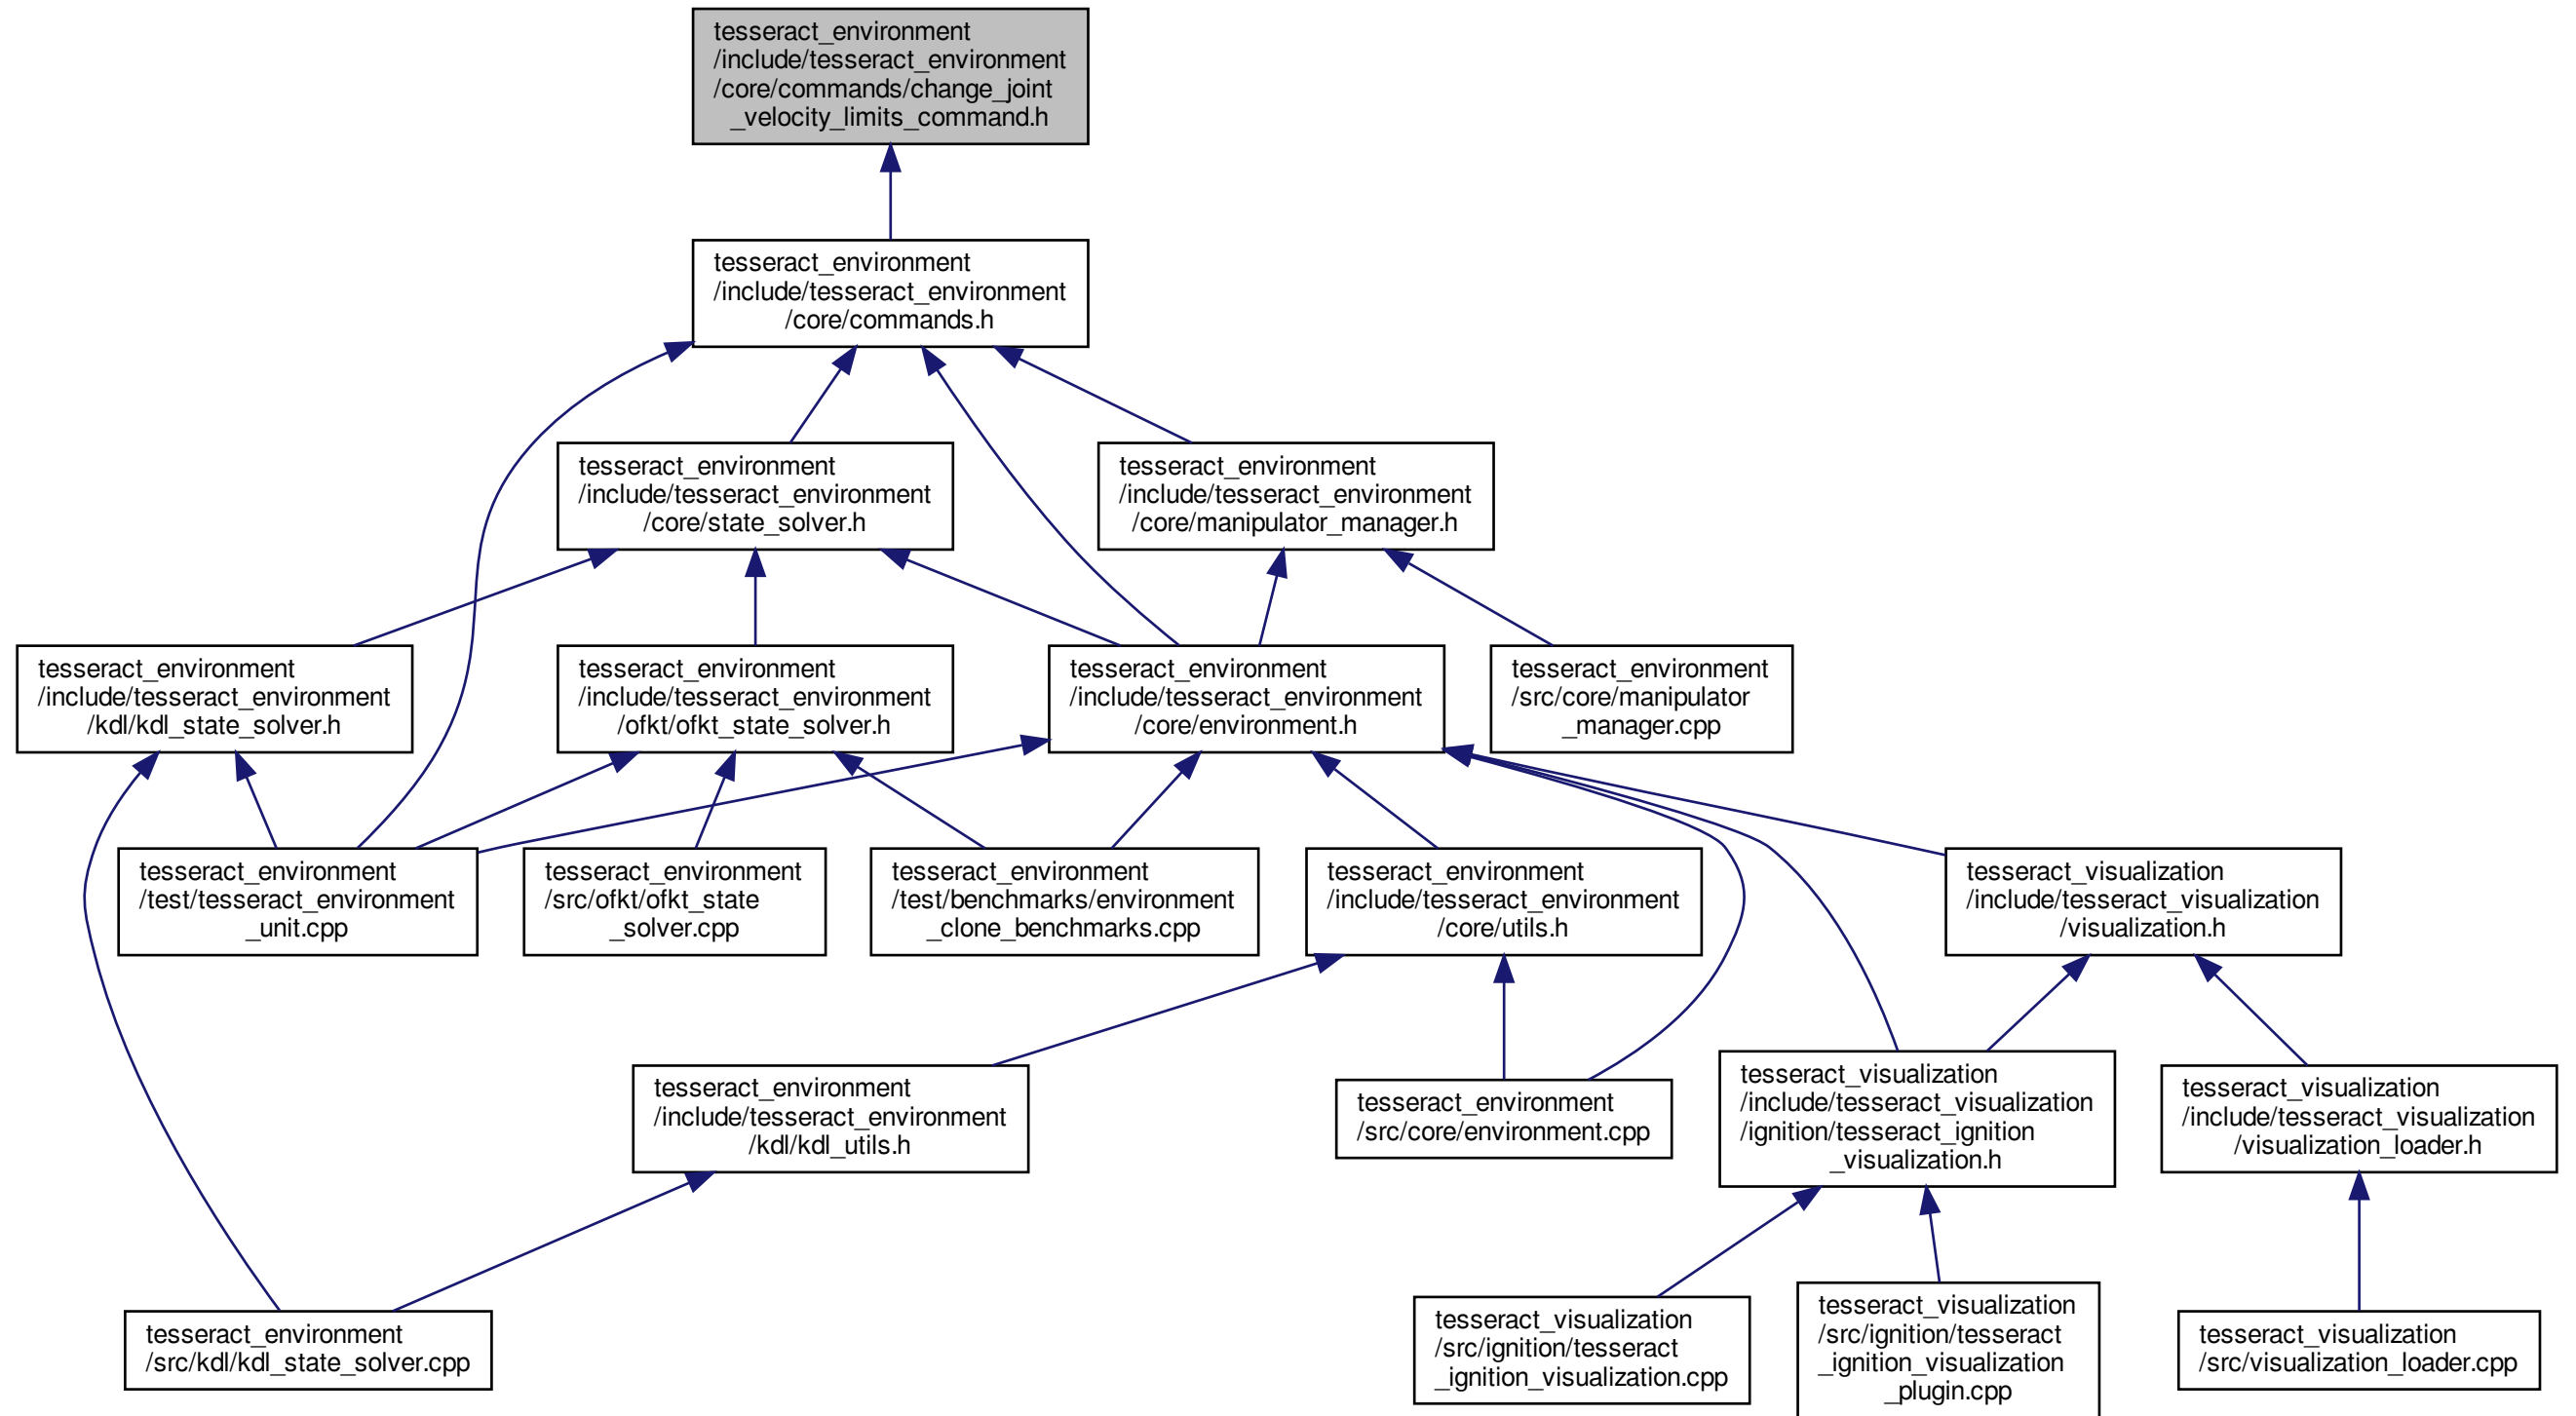 tesseract_environment
/include/tesseract_environment
/core/commands/change_joint
_velocity_limits_command.h
tesseract_environment
/include/tesseract_environment
/core/commands.h
tesseract_environment
/include/tesseract_environment
/core/state_solver.h
tesseract_environment
/include/tesseract_environment
/core/manipulator_manager.h
tesseract_environment
/include/tesseract_environment
/kdl/kdl_state_solver.h
tesseract_environment
/include/tesseract_environment
/ofkt/ofkt_state_solver.h
tesseract_environment
/include/tesseract_environment
/core/environment.h
tesseract_environment
/src/core/manipulator
_manager.cpp
tesseract_environment
/test/tesseract_environment
_unit.cpp
tesseract_environment
/src/ofkt/ofkt_state
_solver.cpp
tesseract_environment
/test/benchmarks/environment
_clone_benchmarks.cpp
tesseract_environment
/include/tesseract_environment
/core/utils.h
tesseract_visualization
/include/tesseract_visualization
/visualization.h
tesseract_environment
/include/tesseract_environment
/kdl/kdl_utils.h
tesseract_environment
/src/core/environment.cpp
tesseract_visualization
/include/tesseract_visualization
/ignition/tesseract_ignition
_visualization.h
tesseract_visualization
/include/tesseract_visualization
/visualization_loader.h
tesseract_environment
/src/kdl/kdl_state_solver.cpp
tesseract_visualization
/src/ignition/tesseract
_ignition_visualization.cpp
tesseract_visualization
/src/ignition/tesseract
_ignition_visualization
_plugin.cpp
tesseract_visualization
/src/visualization_loader.cpp